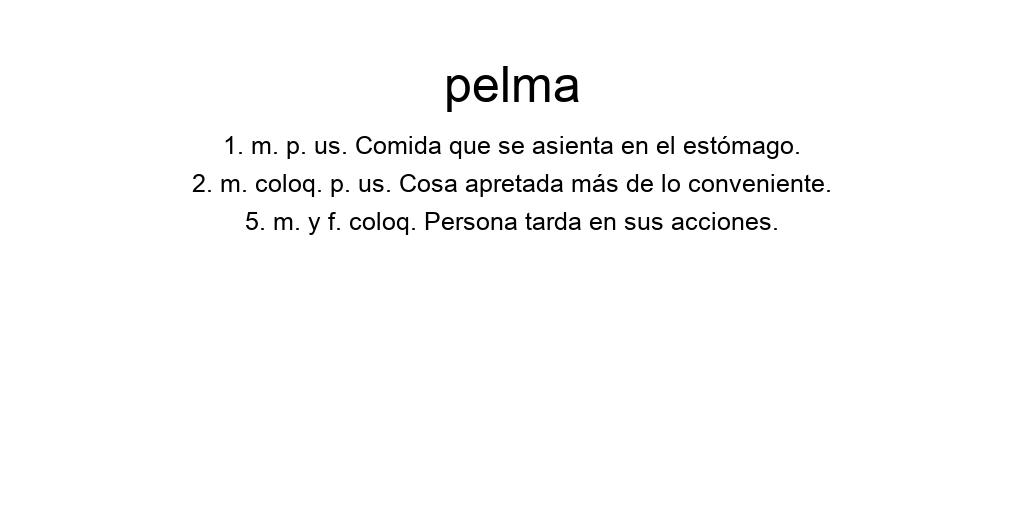 pelma
1. m. p. us. Comida que se asienta en el estómago.
2. m. coloq. p. us. Cosa apretada más de lo conveniente.
5. m. y f. coloq. Persona tarda en sus acciones.